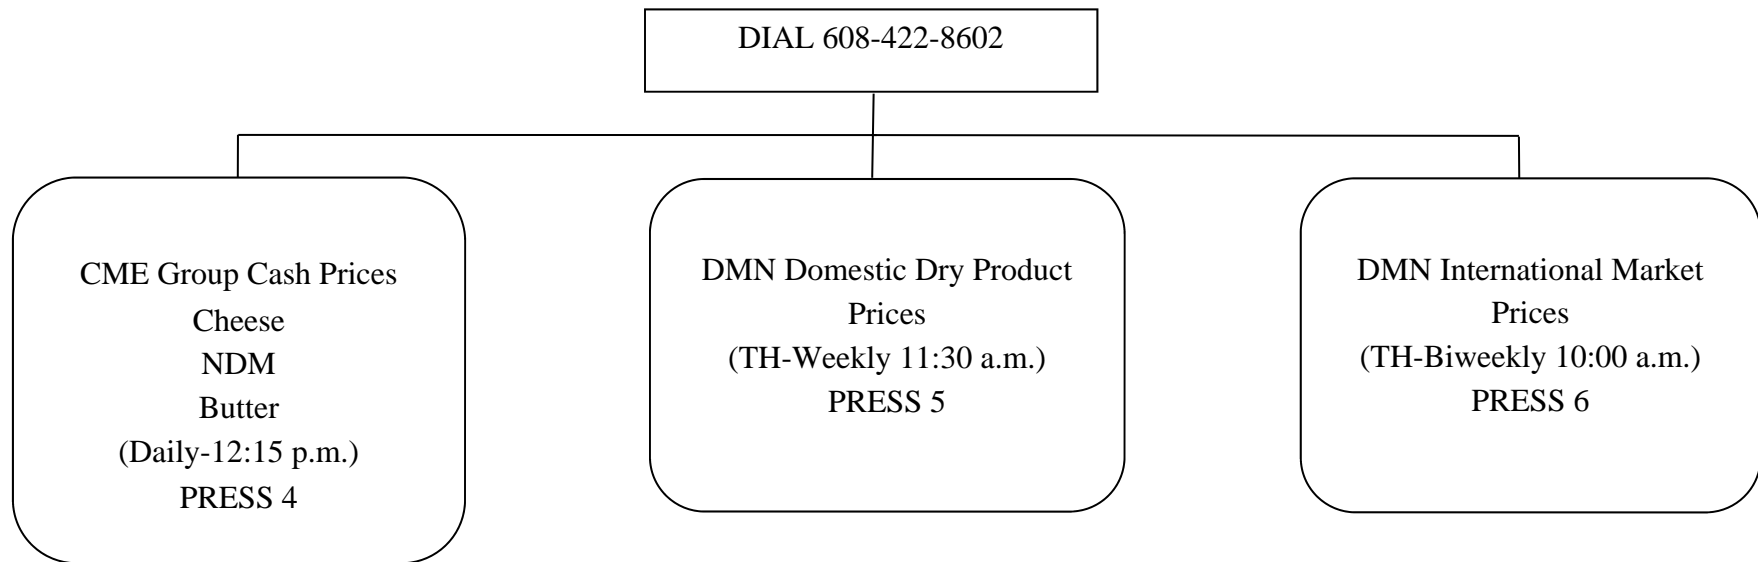 DIAL 608-422-8602
CME Group Cash Prices
Cheese
NDM
Butter
(Daily-12:15 p.m.)
PRESS 4
DMN Domestic Dry Product
Prices
(TH-Weekly 11:30 a.m.)
PRESS 5
DMN International Market
Prices
(TH-Biweekly 10:00 a.m.)
PRESS 6